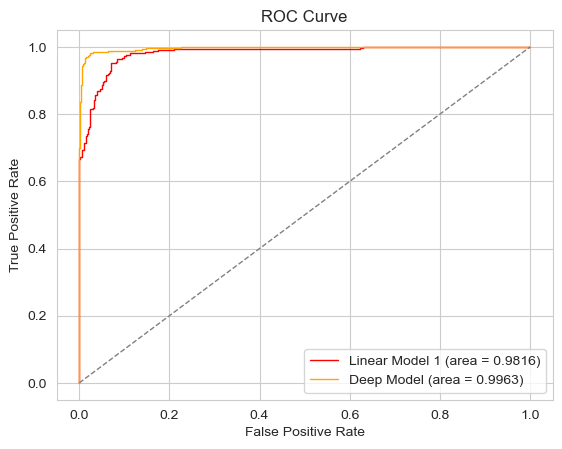 ROC Curve
True Positive Rate
1.0
0.8
0.6
0.4
0.2
0.0
0.0 0.2 0.4 0.6 0.8 1.0
False Positive Rate
Linear Model 1 (area = 0.9816)
Deep Model (area = 0.9963)